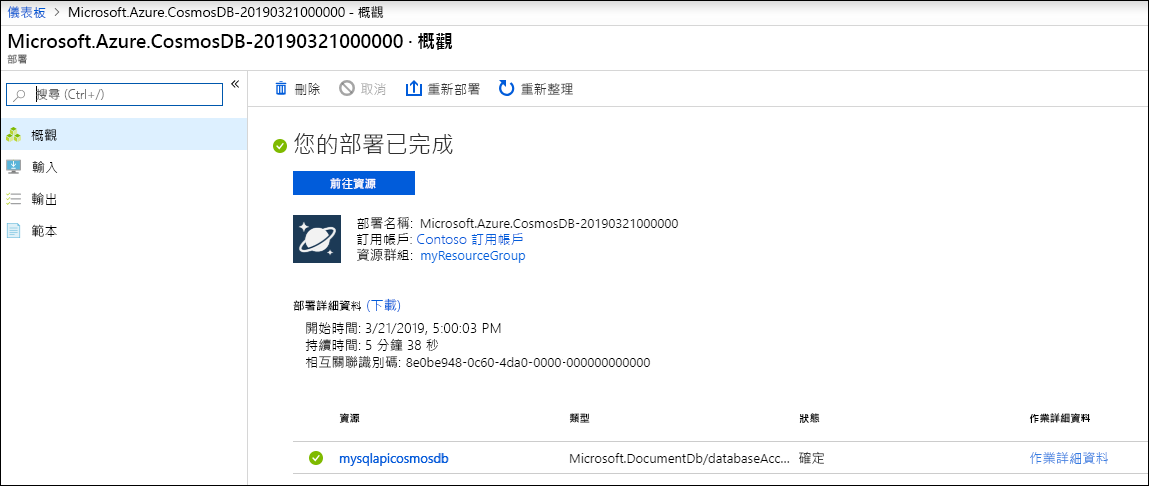 儀表板 > Microsoft.Azure.CosmosDB-20190321000000 - 概觀
Microsoft.Azure.CosmosDB-20190321000000 · 概觀
部署
搜尋 (Ctrl+/)
«
概觀
輸入
輸出
範本
刪除 取消 重新部署 重新整理
您的部署已完成
前往資源
部署名稱: Microsoft.Azure.CosmosDB-20190321000000
訂用帳戶: Contoso 訂用帳戶
資源群組: myResourceGroup
部署詳細資料 (下載)
開始時間: 3/21/2019, 5:00:03 PM
持續時間: 5 分鐘 38 秒
相互關聯識別碼: 8e0be948-0c60-4da0-0000-000000000000
資源 類型 狀態 作業詳細資料
mysqlapicosmosdb Microsoft.DocumentDb/databaseAcc... 確定 作業詳細資料